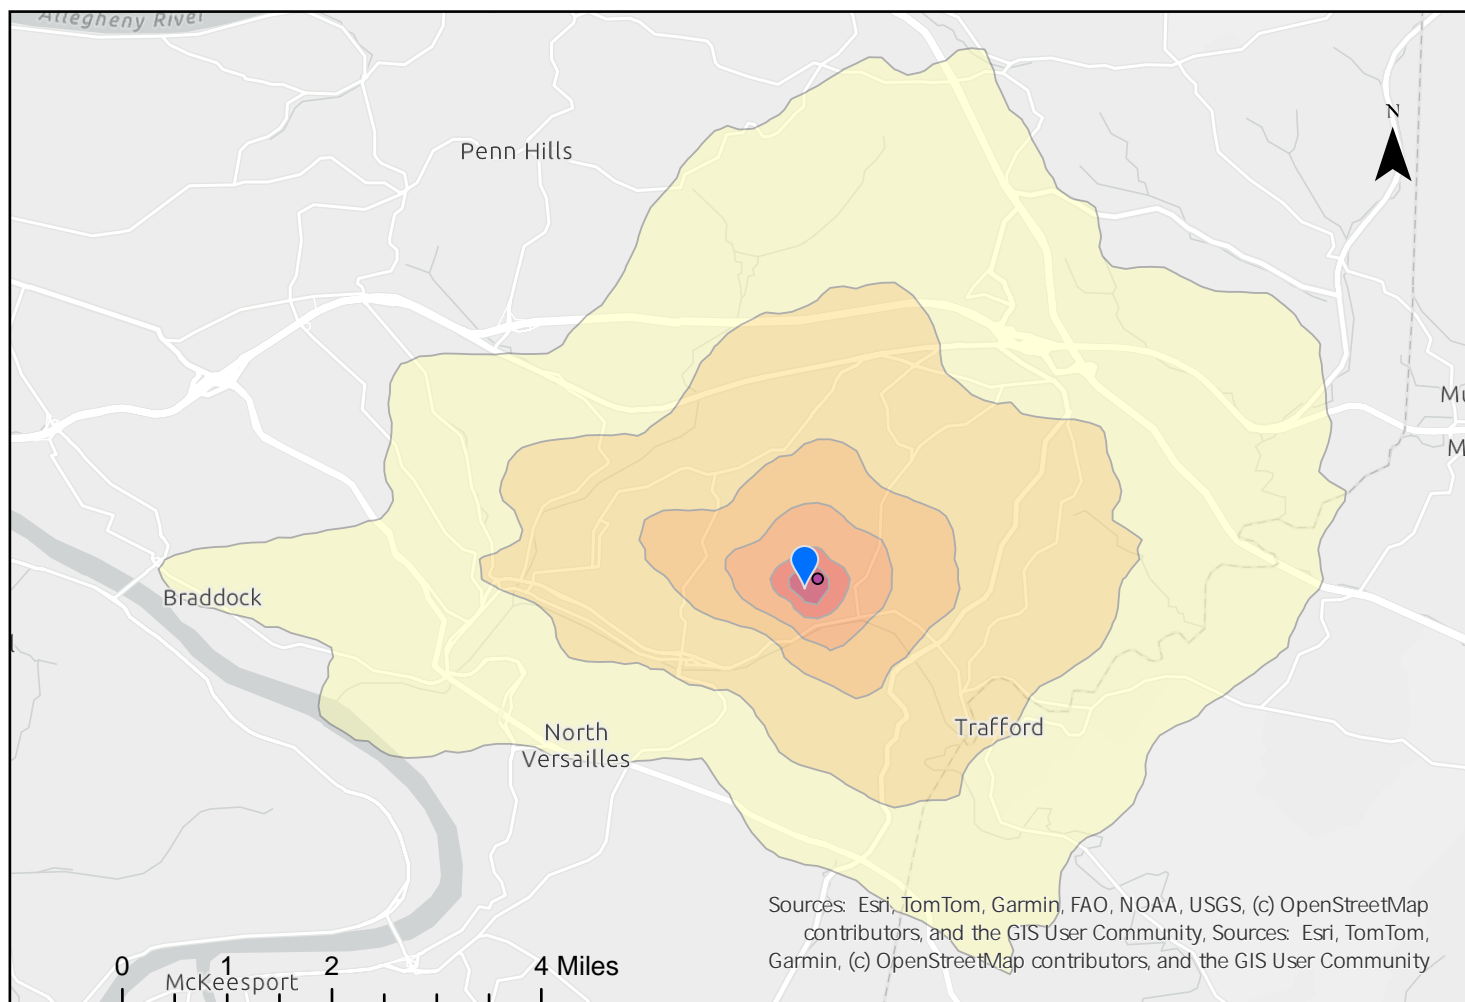 Allegheny River
N
Penn Hills
Mu
M
Braddock
l
North
Versailles
Trafford
Sources: Esri, TomTom, Garmin, FAO, NOAA, USGS, (c) OpenStreetMap
contributors, and the GIS User Community, Sources: Esri, TomTom,
Garmin, (c) OpenStreetMap contributors, and the GIS User Community
0 1 2 4 Miles
McKeesport